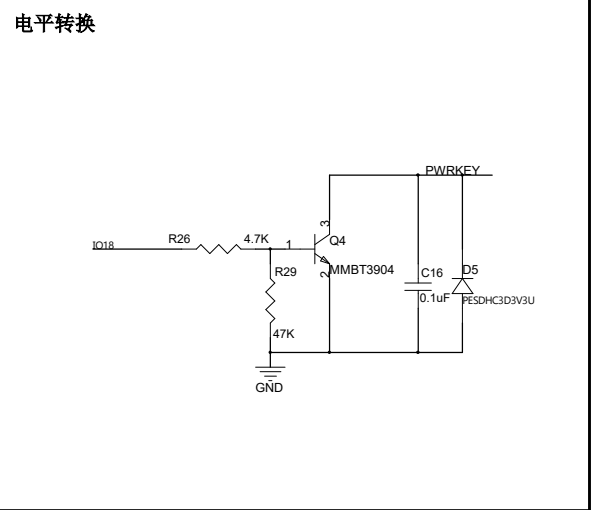 电平转换
PWRKEY
3
IO18
R26
4.7K
1
Q4
R29
2
MMBT3904
C16
D5
0.1uF
PESDHC3D3V3U
47K
GND